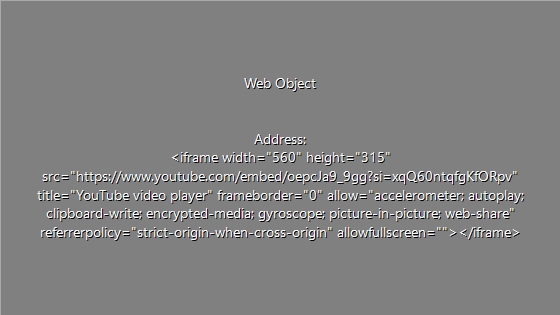 Web Object
Address:
<iframe width="560" height="315"
src="https://www.youtube.com/embed/oepcJa9_9gg?si=xqQ60ntqfgKfORpv"
title="YouTube video player" frameborder="0" allow="accelerometer; autoplay;
clipboard-write; encrypted-media; gyroscope; picture-in-picture; web-share"
referrerpolicy="strict-origin-when-cross-origin" allowfullscreen=""></iframe>